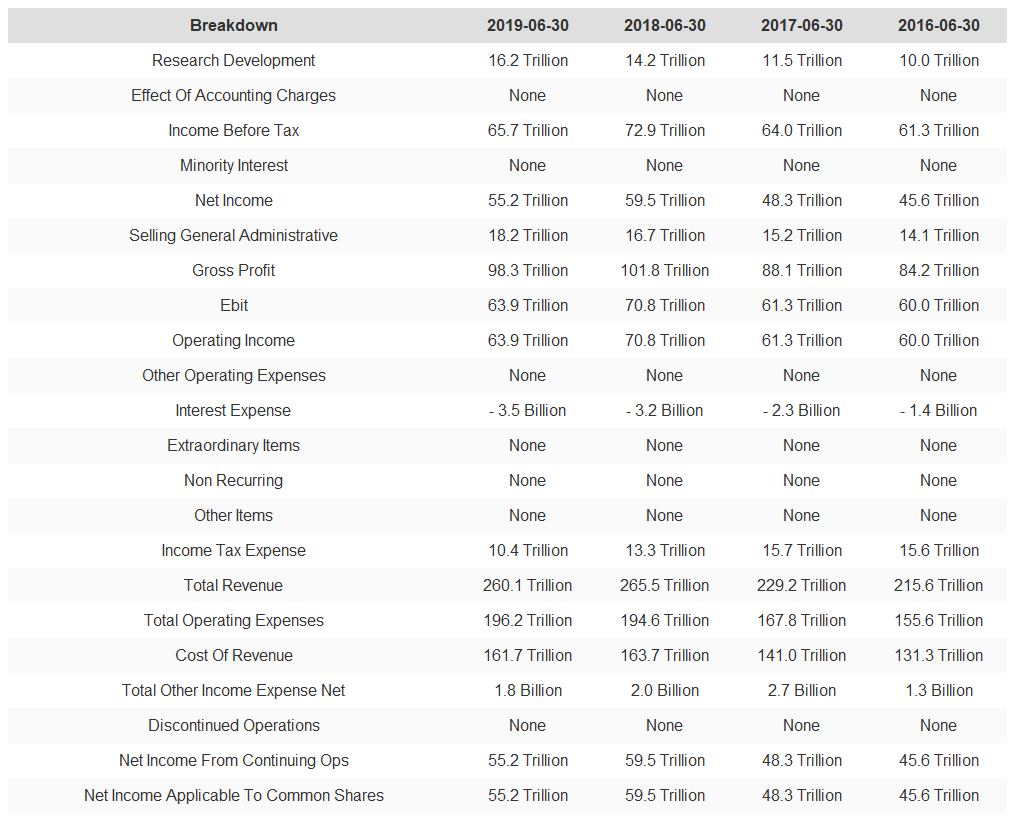 Breakdown 2019-06-30 2018-06-30 2017-06-30 2016-06-30
Research Development 16.2 Trillion 14.2 Trillion 11.5 Trillion 10.0 Trillion
Effect Of Accounting Charges None None None None
Income Before Tax 65.7 Trillion 72.9 Trillion 64.0 Trillion 61.3 Trillion
Minority Interest None None None None
Net Income 55.2 Trillion 59.5 Trillion 48.3 Trillion 45.6 Trillion
Selling General Administrative 18.2 Trillion 16.7 Trillion 15.2 Trillion 14.1 Trillion
Gross Profit 98.3 Trillion 101.8 Trillion 88.1 Trillion 84.2 Trillion
Ebit 63.9 Trillion 70.8 Trillion 61.3 Trillion 60.0 Trillion
Operating Income 63.9 Trillion 70.8 Trillion 61.3 Trillion 60.0 Trillion
Other Operating Expenses None None None None
Interest Expense - 3.5 Billion - 3.2 Billion - 2.3 Billion - 1.4 Billion
Extraordinary Items None None None None
Non Recurring None None None None
Other Items None None None None
Income Tax Expense 10.4 Trillion 13.3 Trillion 15.7 Trillion 15.6 Trillion
Total Revenue 260.1 Trillion 265.5 Trillion 229.2 Trillion 215.6 Trillion
Total Operating Expenses 196.2 Trillion 194.6 Trillion 167.8 Trillion 155.6 Trillion
Cost Of Revenue 161.7 Trillion 163.7 Trillion 141.0 Trillion 131.3 Trillion
Total Other Income Expense Net 1.8 Billion 2.0 Billion 2.7 Billion 1.3 Billion
Discontinued Operations None None None None
Net Income From Continuing Ops 55.2 Trillion 59.5 Trillion 48.3 Trillion 45.6 Trillion
Net Income Applicable To Common Shares 55.2 Trillion 59.5 Trillion 48.3 Trillion 45.6 Trillion